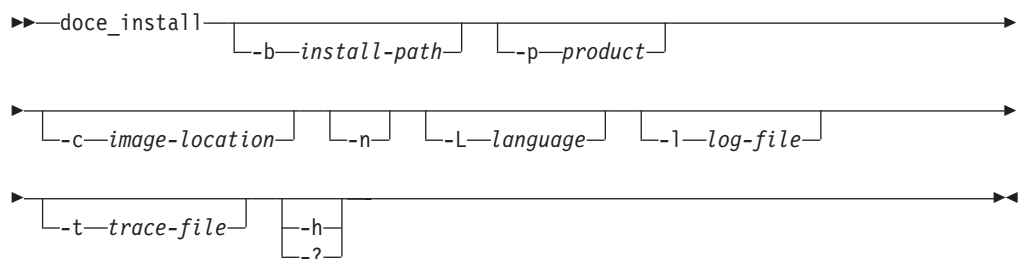 doce_install
-b install-path -p product
-c image-location -n -L language -l log-file
-t trace-file -h
-?